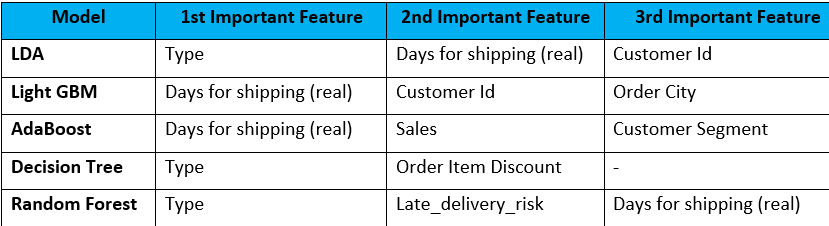 Model 1st Important Feature 2nd Important Feature 3rd Important Feature
LDA Type Days for shipping (real) Customer Id
Light GBM Days for shipping (real) Customer Id Order City
AdaBoost Days for shipping (real) Sales Customer Segment
Decision Tree Type Order Item Discount -
Random Forest Type Late_delivery_risk Days for shipping (real)